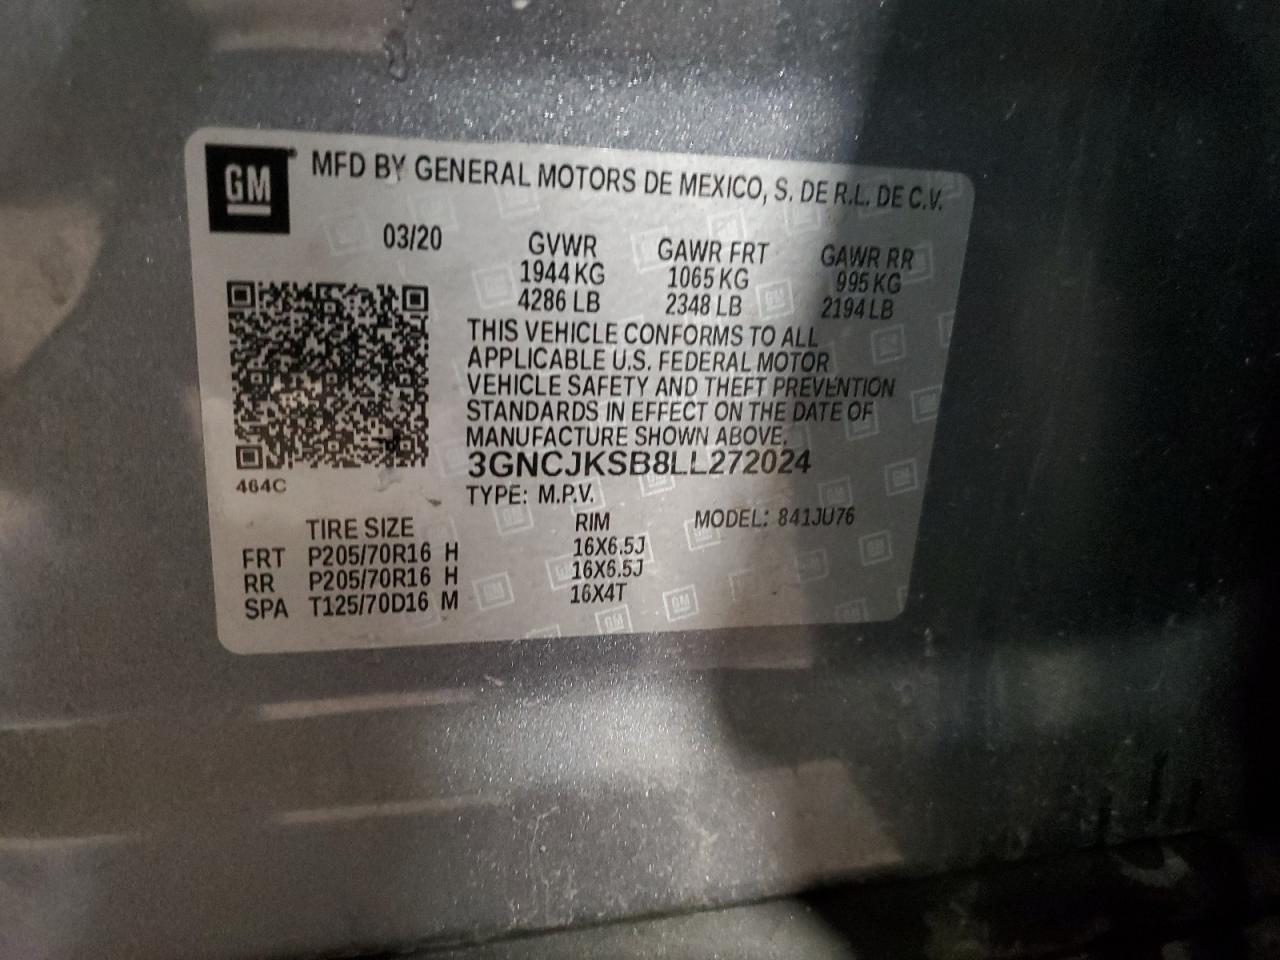 GM
MFD BY GENERAL MOTORS DE MEXICO, S. DE R.L. DE C.V.
03/20
GVWR GAWR FRT GAWR RR
1944 KG 1065 KG 995 KG
4286 LB 2348 LB 2194 LB
THIS VEHICLE CONFORMS TO ALL
APPLICABLE U.S. FEDERAL MOTOR
VEHICLE SAFETY AND THEFT PREVENTION
STANDARDS IN EFFECT ON THE DATE OF
MANUFACTURE SHOWN ABOVE.
3GNCJKSB8LL272024
464C
TYPE: M.P.V.
TIRE SIZE RIM MODEL: 841JU76
FRT P205/70R16 H 16X6.5J
RR P205/70R16 H 16X6.5J
SPA T125/70D16 M 16X4T